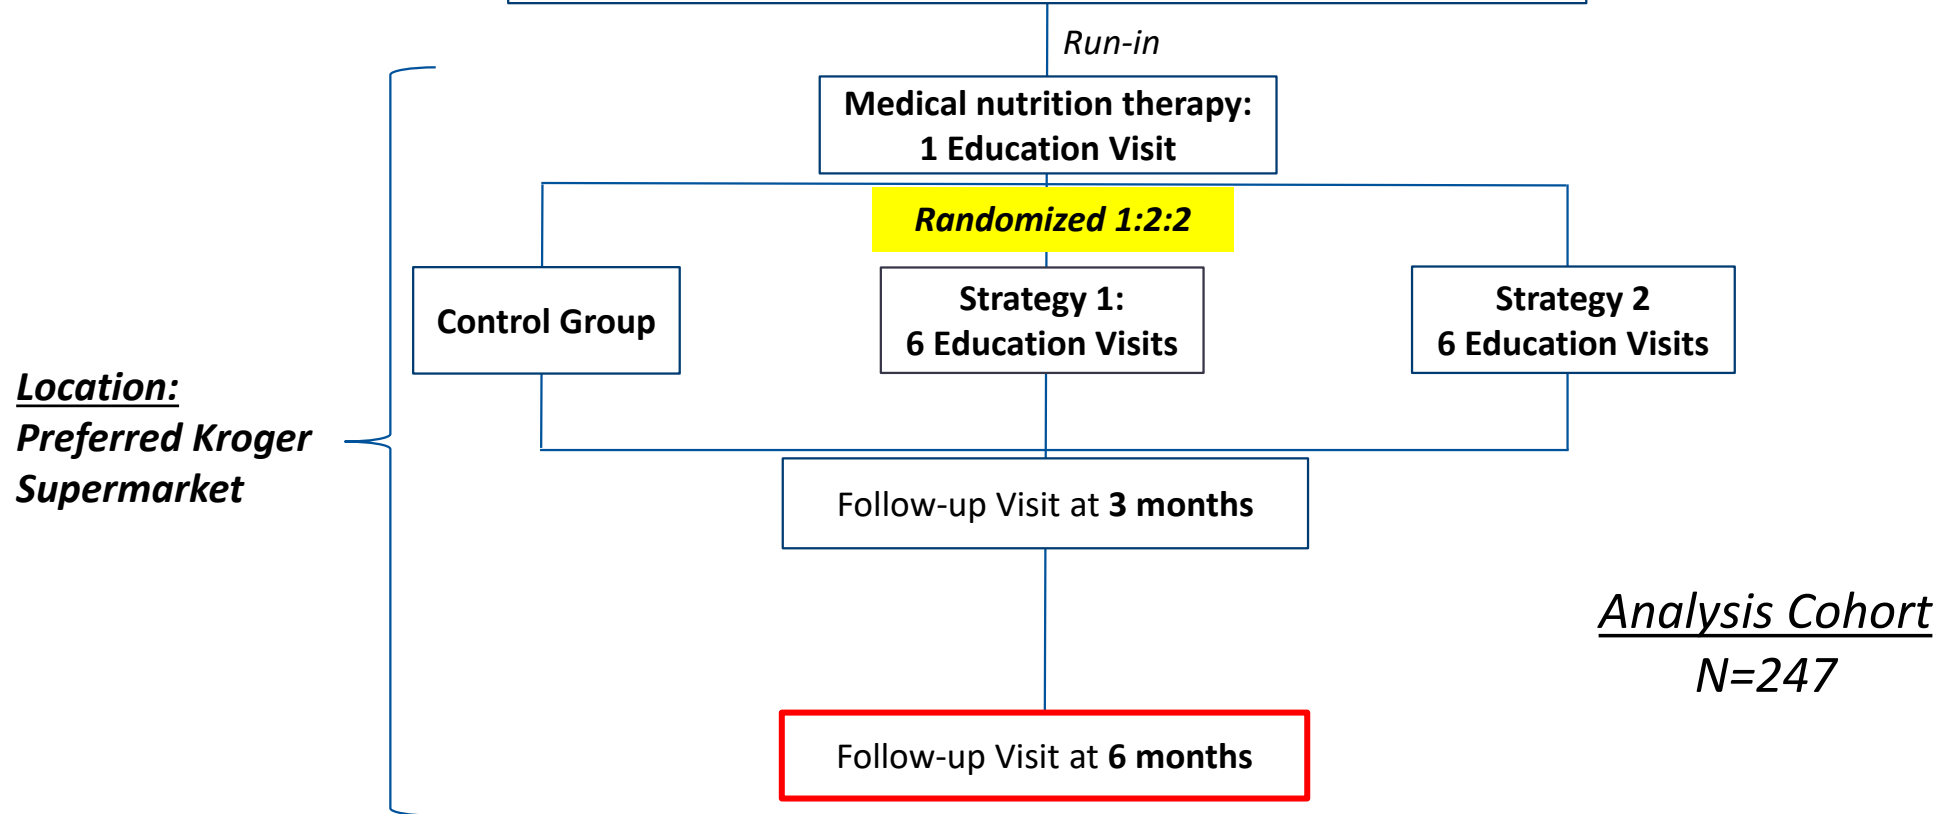 Run-in
Medical nutrition therapy:
1 Education Visit
Randomized 1:2:2
Control Group
Strategy 1:
6 Education Visits
Strategy 2
6 Education Visits
Location:
Preferred Kroger
Supermarket
Follow-up Visit at 3 months
Analysis Cohort
N=247
Follow-up Visit at 6 months